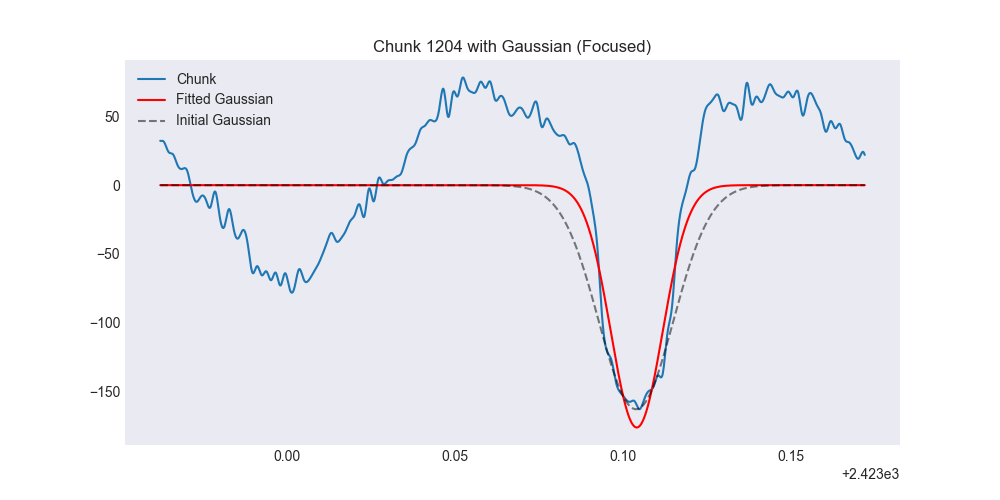 Chunk 1204 with Gaussian (Focused)
Chunk
Fitted Gaussian
Initial Gaussian
50
0
−50
−100
−150
0.00 0.05 0.10 0.15
+2.423e3